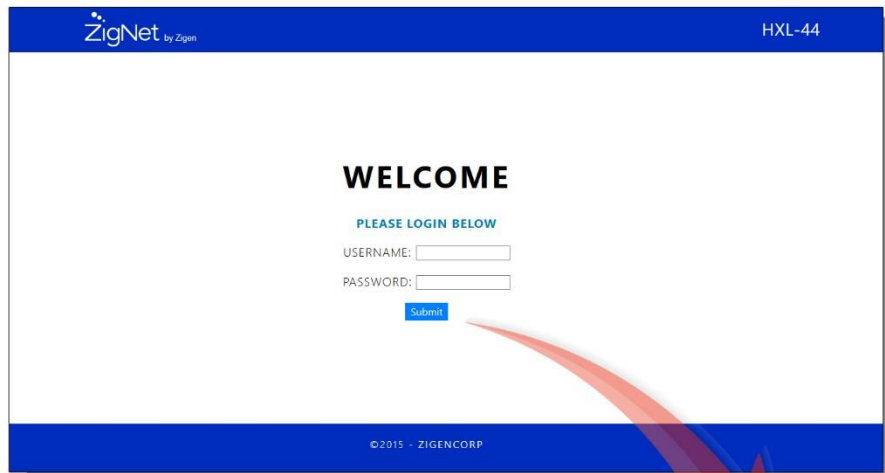 ZigNet by Zigen
HXL-44
WELCOME
PLEASE LOGIN BELOW
USERNAME:
PASSWORD:
Submit
©2015 - ZIGENCORP